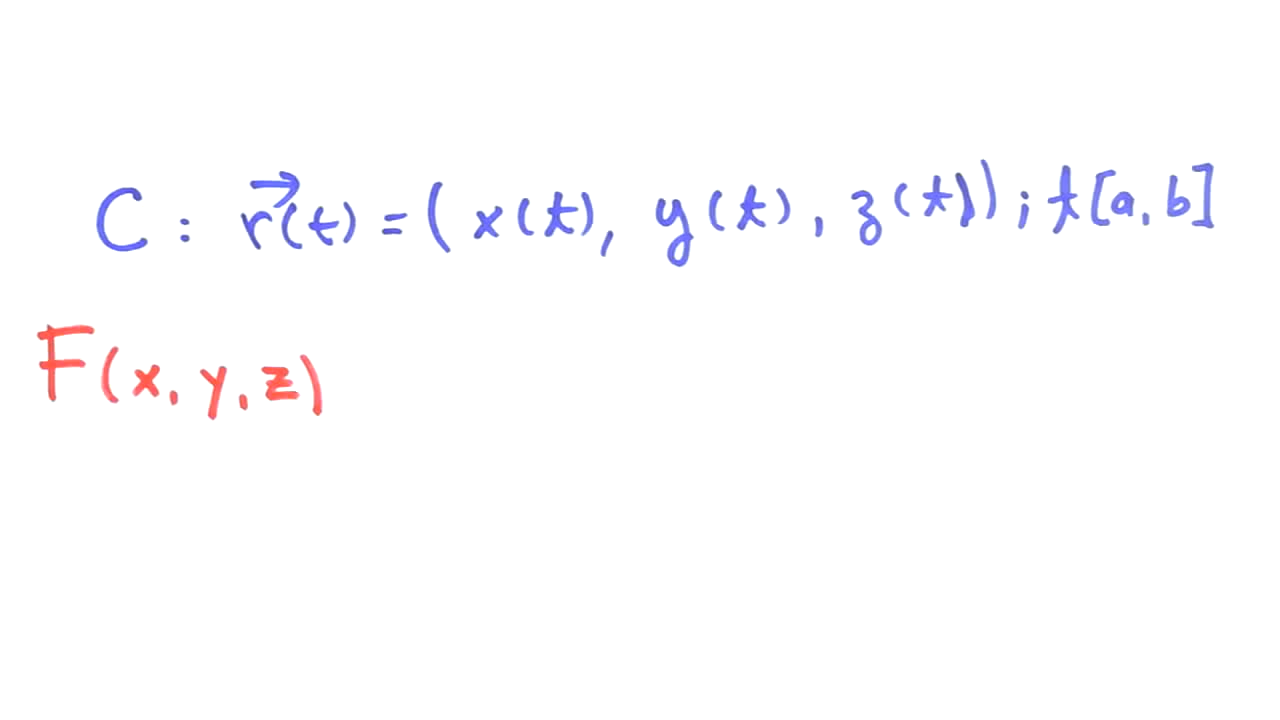 C : r⃗(t) = ( x(t), y(t), z(t)) ; t[a, b]
F(x, y, z)